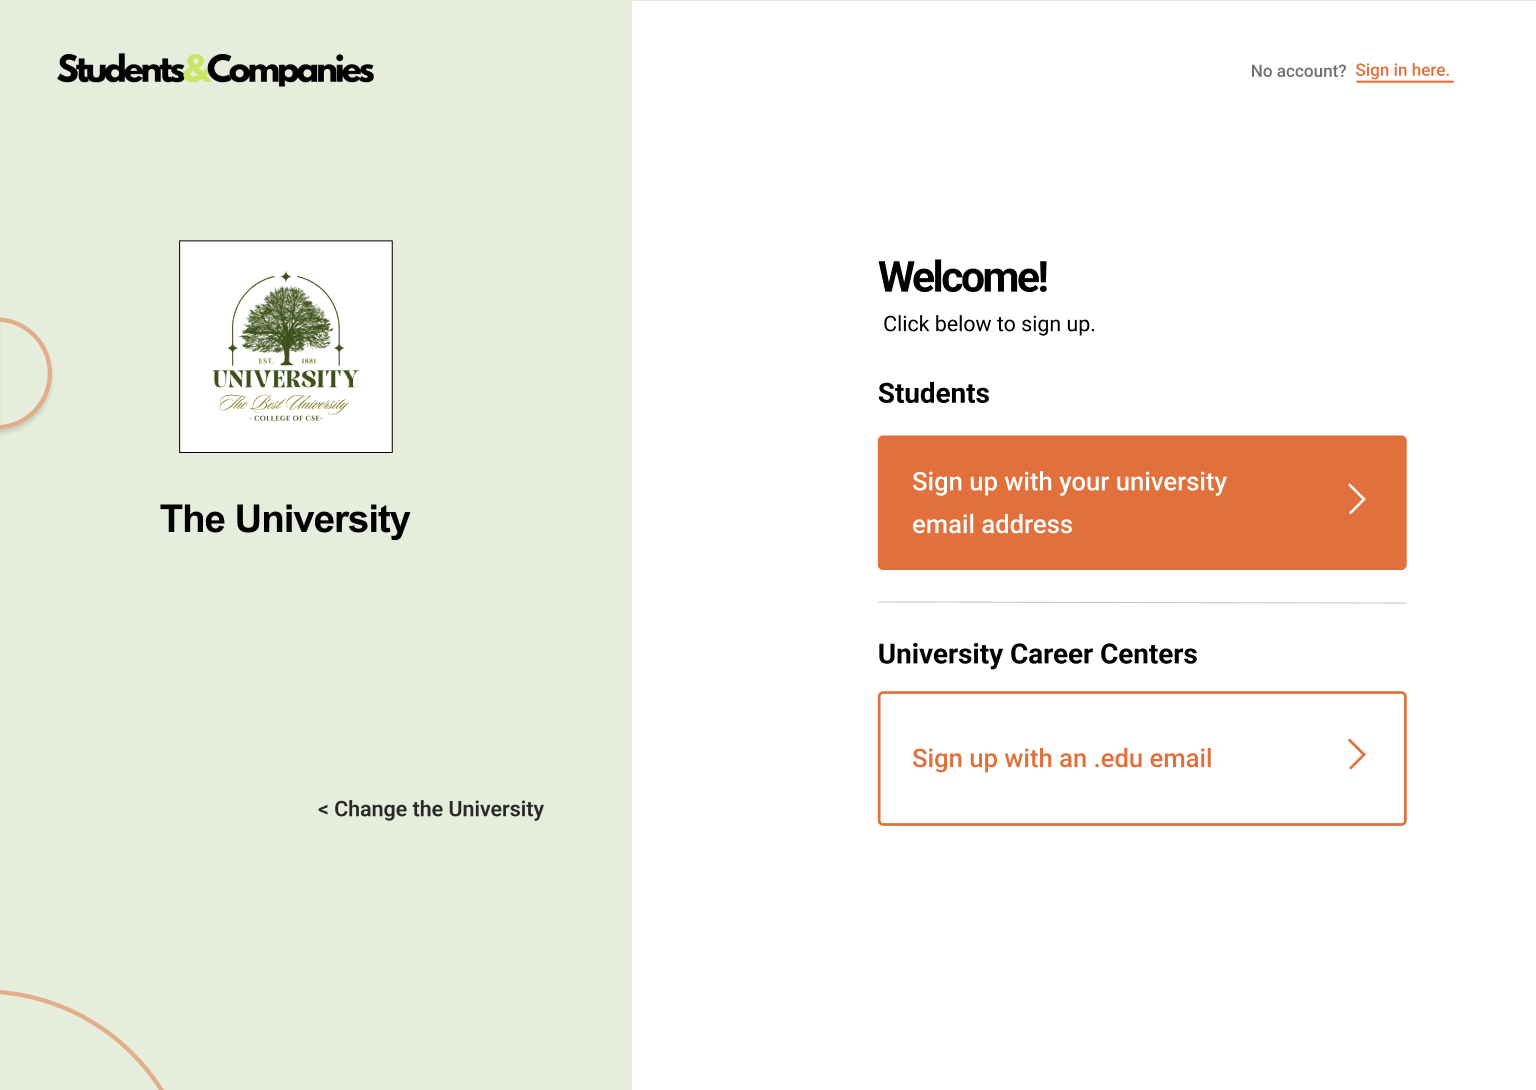 Students&Companies
No account? Sign in here.
EST. 1881
UNIVERSITY
The Best University
- COLLEGE OF CSE-
The University
< Change the University
Welcome!
Click below to sign up.
Students
Sign up with your university
email address
University Career Centers
Sign up with an .edu email